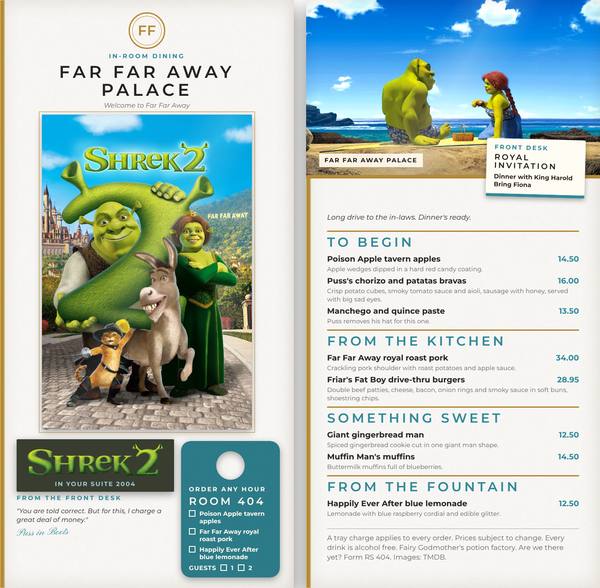 FF
IN-ROOM DINING
FAR FAR AWAY
PALACE
Welcome to Far Far Away
SHREK 2
FAR FAR AWAY
SHREK 2
IN YOUR SUITE 2004
FROM THE FRONT DESK
"You are told correct. But for this, I charge a
great deal of money."
Puss in Boots
ORDER ANY HOUR
ROOM 404
Poison Apple tavern
apples
Far Far Away royal
roast pork
Happily Ever After
blue lemonade
GUESTS 1 2
FAR FAR AWAY PALACE
FRONT DESK
ROYAL
INVITATION
Dinner with King Harold
Bring Fiona
Long drive to the in-laws. Dinner's ready.
TO BEGIN
Poison Apple tavern apples 14.50
Apple wedges dipped in a hard red candy coating.
Puss's chorizo and patatas bravas 16.00
Crisp potato cubes, smoky tomato sauce and aioli, sausage with honey, served
with big sad eyes.
Manchego and quince paste 13.50
Puss removes his hat for this one.
FROM THE KITCHEN
Far Far Away royal roast pork 34.00
Crackling pork shoulder with roast potatoes and apple sauce.
Friar's Fat Boy drive-thru burgers 28.95
Double beef patties, cheese, bacon, onion rings and smoky sauce in soft buns,
shoestring chips.
SOMETHING SWEET
Giant gingerbread man 12.50
Spiced gingerbread cookie cut in one giant man shape.
Muffin Man's muffins 14.50
Buttermilk muffins full of blueberries.
FROM THE FOUNTAIN
Happily Ever After blue lemonade 12.50
Lemonade with blue raspberry cordial and edible glitter.
A tray charge applies to every order. Prices subject to change. Every
drink is alcohol free. Fairy Godmother's potion factory. Are we there
yet? Form RS 404. Images: TMDB.